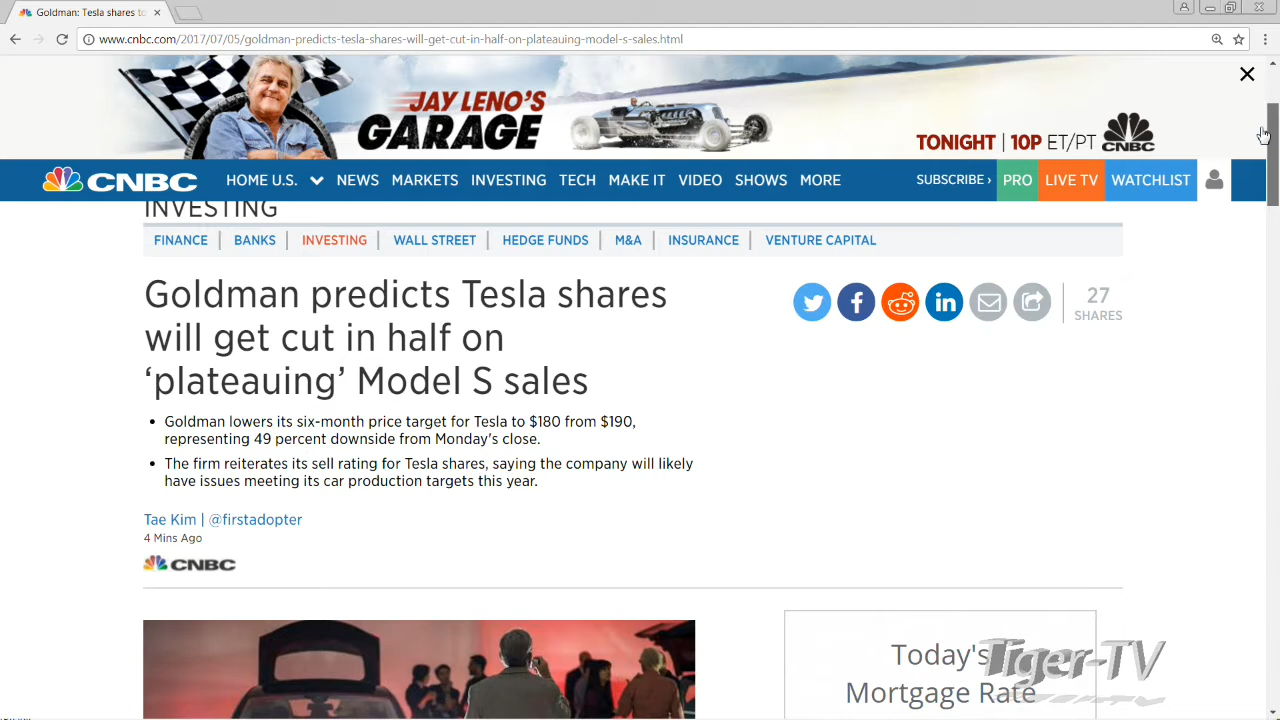 Goldman: Tesla shares to
www.cnbc.com/2017/07/05/goldman-predicts-tesla-shares-will-get-cut-in-half-on-plateauing-model-s-sales.html
JAY LENO'S
GARAGE
TONIGHT | 10P ET/PT CNBC
CNBC HOME U.S. NEWS MARKETS INVESTING TECH MAKE IT VIDEO SHOWS MORE SUBSCRIBE › PRO LIVE TV WATCHLIST
INVESTING
FINANCE | BANKS | INVESTING | WALL STREET | HEDGE FUNDS | M&A | INSURANCE | VENTURE CAPITAL
Goldman predicts Tesla shares
will get cut in half on
‘plateauing’ Model S sales
27
SHARES
• Goldman lowers its six-month price target for Tesla to $180 from $190,
representing 49 percent downside from Monday's close.
• The firm reiterates its sell rating for Tesla shares, saying the company will likely
have issues meeting its car production targets this year.
Tae Kim | @firstadopter
4 Mins Ago
CNBC
Today's
Mortgage Rate
Tiger-TV